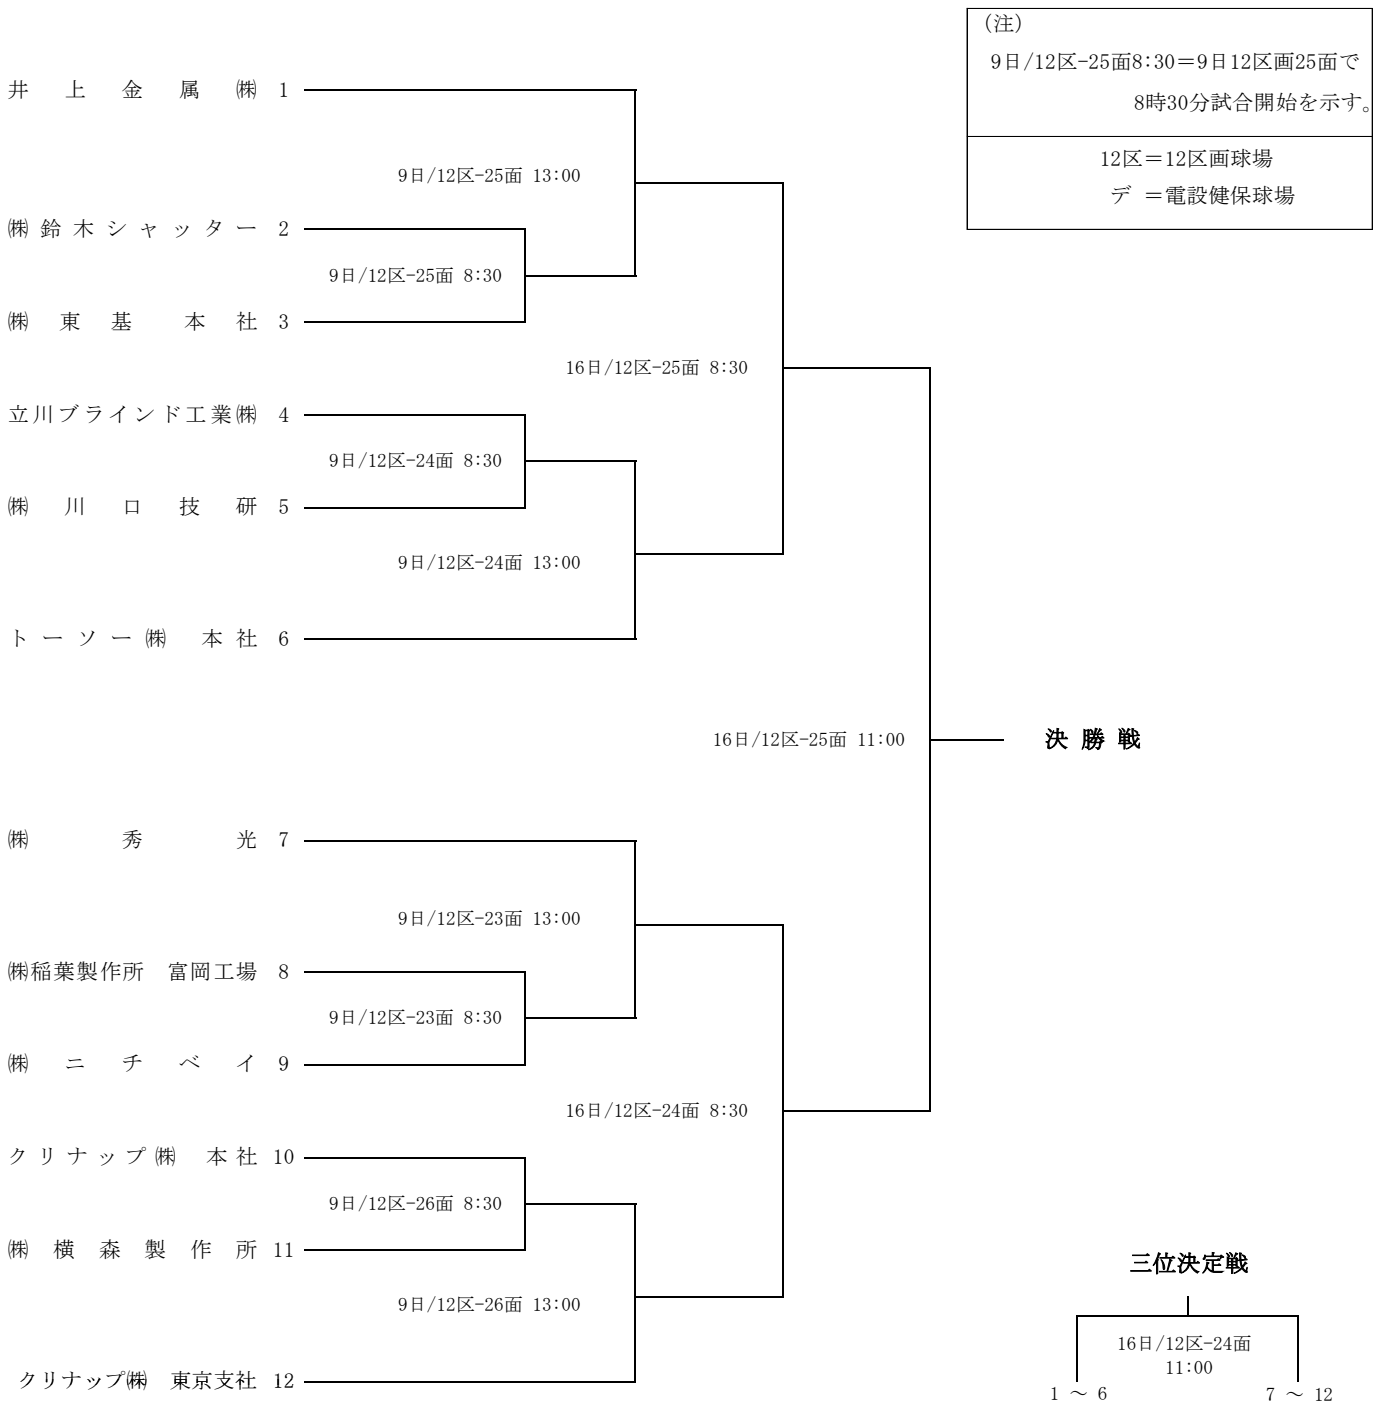 (注)
9日/12区-25面8:30=9日12区画25面で
8時30分試合開始を示す。
12区=12区画球場
デ =電設健保球場
井上金属㈱ 1
9日/12区-25面 13:00
㈱鈴木シャッター 2
9日/12区-25面 8:30
㈱東基 本社 3
16日/12区-25面 8:30
立川ブラインド工業㈱ 4
9日/12区-24面 8:30
㈱川口技研 5
9日/12区-24面 13:00
トーソー㈱ 本社 6
16日/12区-25面 11:00
決勝戦
㈱秀光 7
9日/12区-23面 13:00
㈱稲葉製作所 富岡工場 8
9日/12区-23面 8:30
㈱ニチベイ 9
16日/12区-24面 8:30
クリナップ㈱ 本社 10
9日/12区-26面 8:30
㈱横森製作所 11
9日/12区-26面 13:00
クリナップ㈱ 東京支社 12
三位決定戦
16日/12区-24面
11:00
1 ~ 6
7 ~ 12